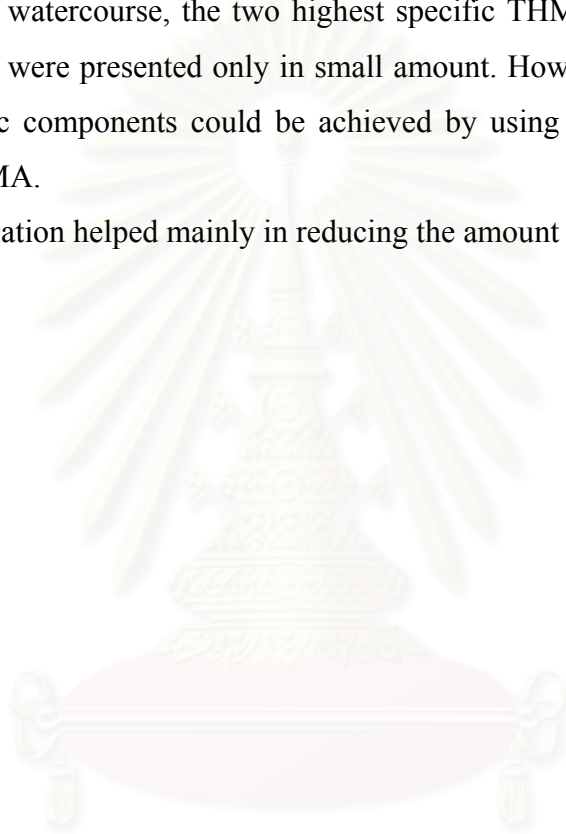 watercourse, the two highest specific THM
were presented only in small amount. How
c components could be achieved by using
MA.
ation helped mainly in reducing the amount